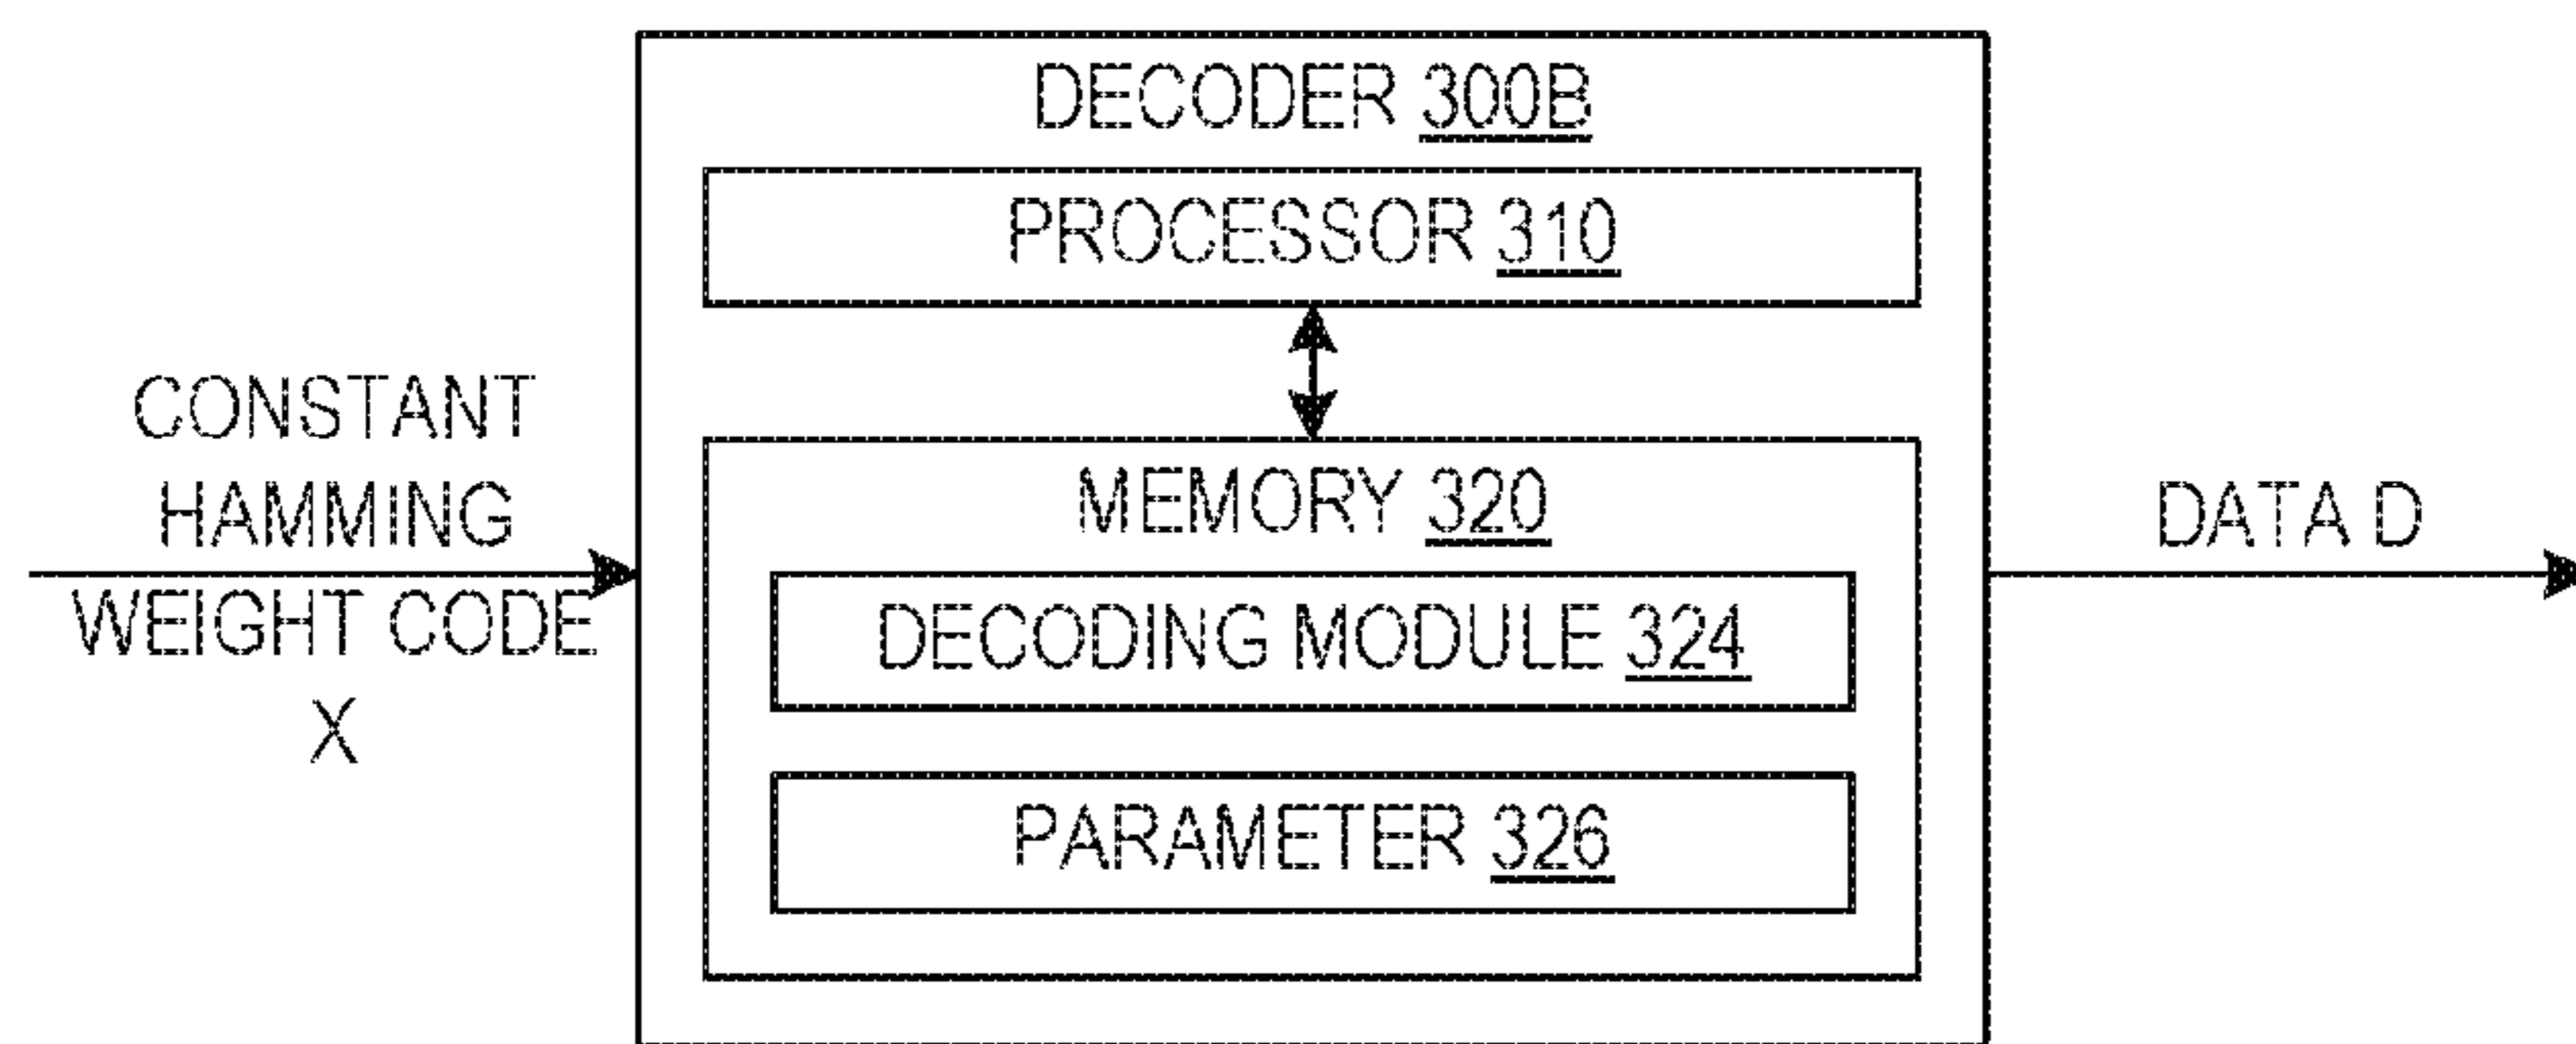 DECODER 300B
PROCESSOR 310
CONSTANT
HAMMING
WEIGHT CODE
X
MEMORY 320
DECODING MODULE 324
PARAMETER 326
DATA D